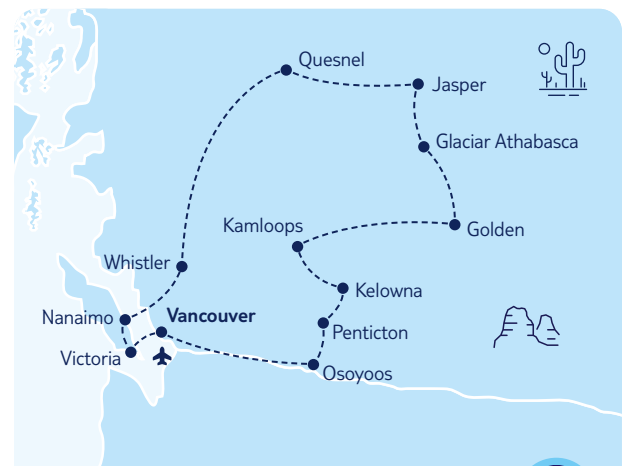 Quesnel
Jasper
Glaciar Athabasca
Kamloops
Golden
Whistler
Kelowna
Nanaimo
Vancouver
Penticton
Victoria
Osoyoos